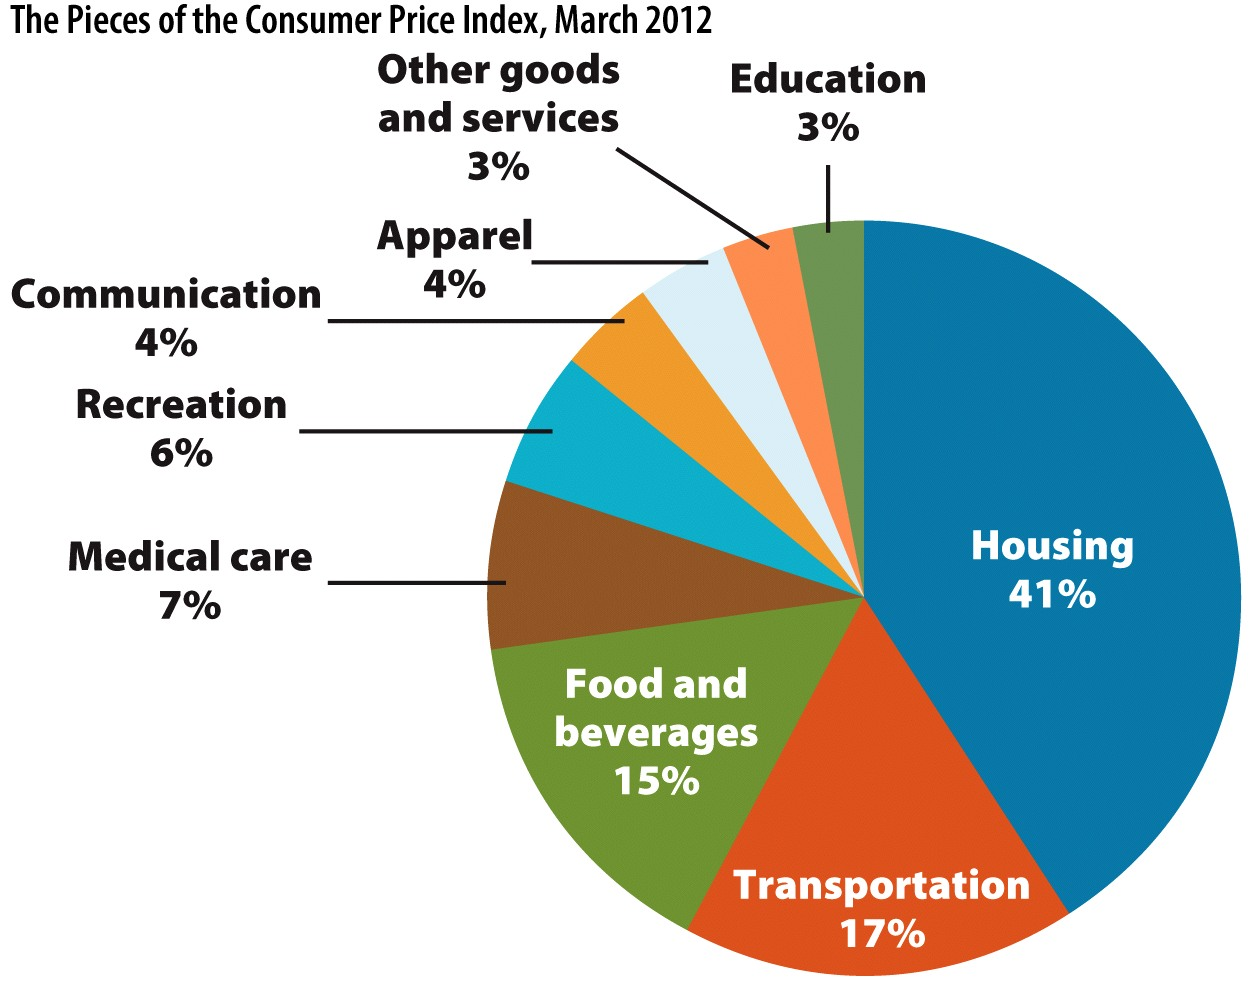 The Pieces of the Consumer Price Index, March 2012
Other goods
and services
3%
Education
3%
Apparel
4%
Communication
4%
Recreation
6%
Medical care
7%
Housing
41%
Food and
beverages
15%
Transportation
17%